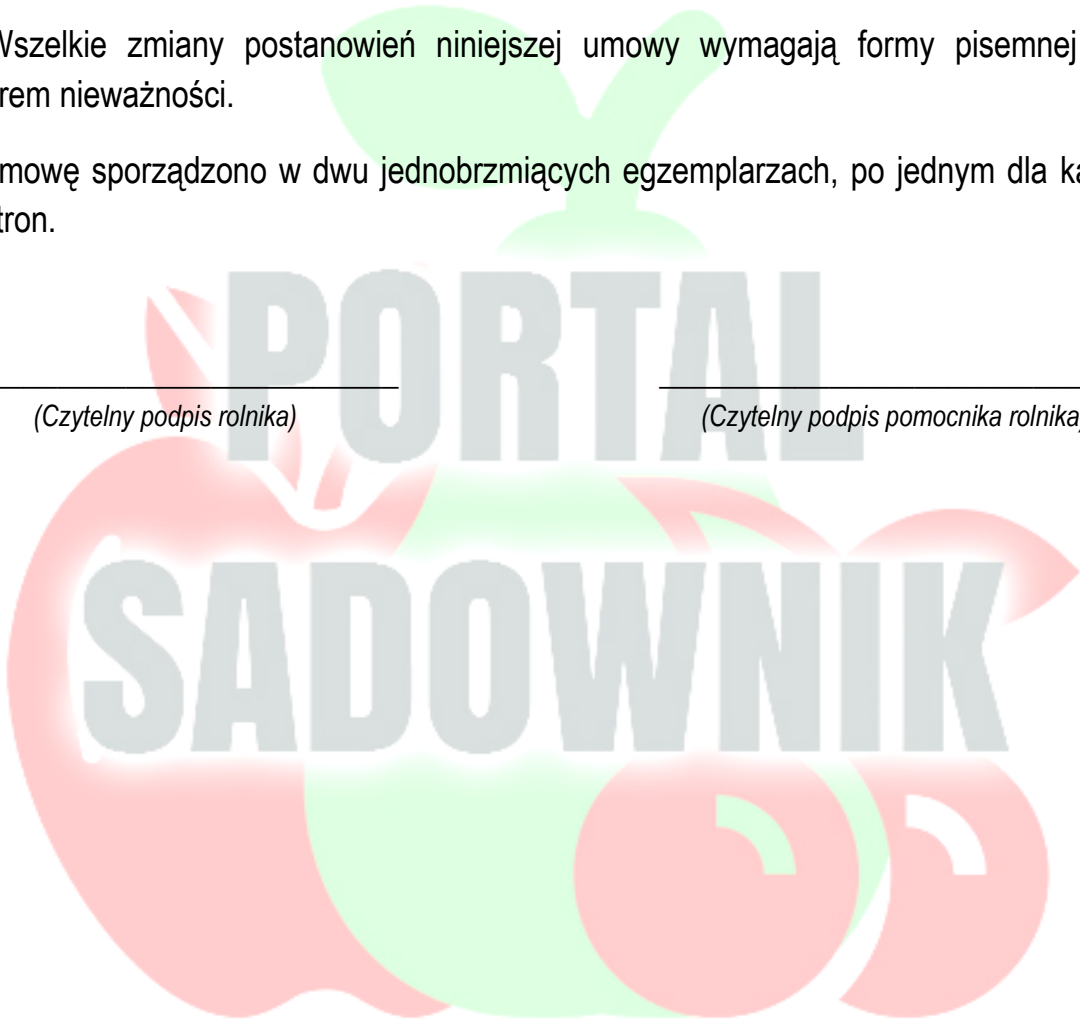 Wszelkie zmiany postanowień niniejszej umowy wymagają formy pisemnej
rem nieważności.
mowę sporządzono w dwu jednobrzmiących egzemplarzach, po jednym dla ka
tron.
(Czytelny podpis rolnika) (Czytelny podpis pomocnika rolnika)
PORTAL
SADOWNIK